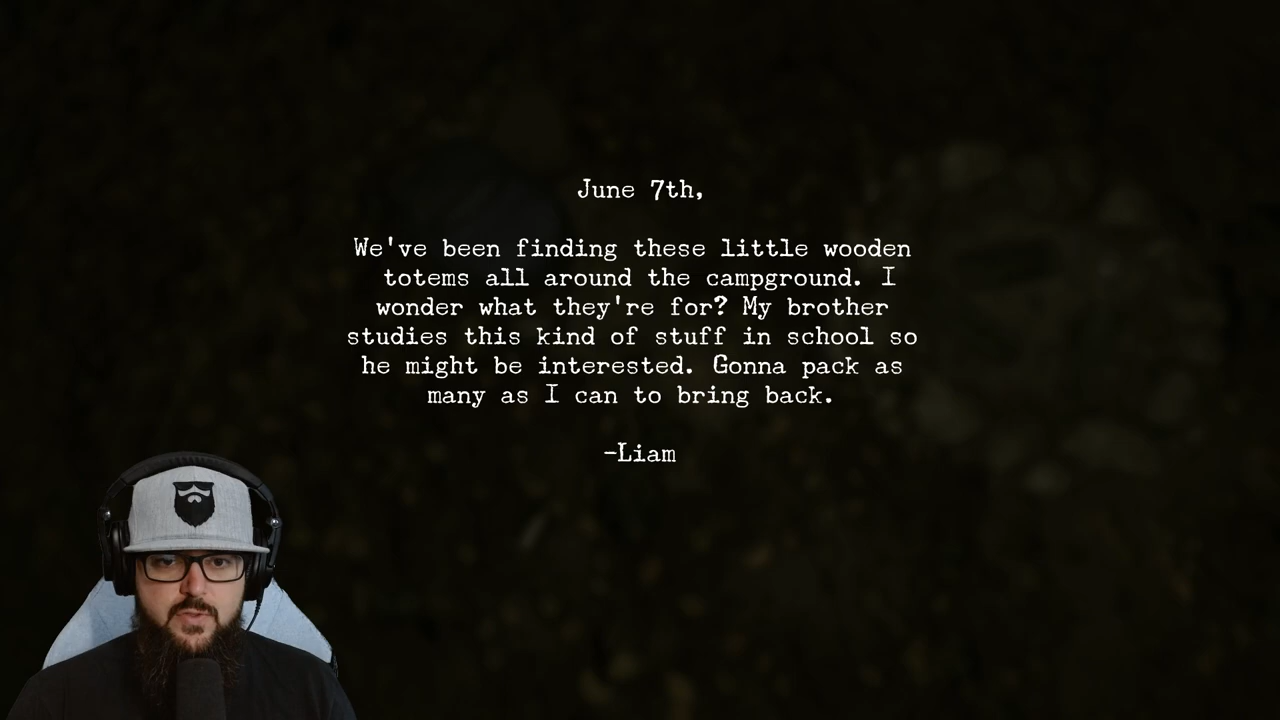 June 7th,
We've been finding these little wooden
totems all around the campground. I
wonder what they're for? My brother
studies this kind of stuff in school so
he might be interested. Gonna pack as
many as I can to bring back.
-Liam